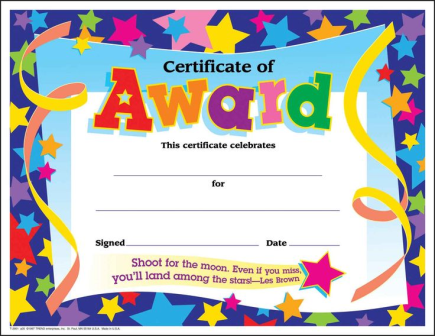 Certificate of
Award
This certificate celebrates
for
Signed Date
Shoot for the moon. Even if you miss,
you'll land among the stars!—Les Brown